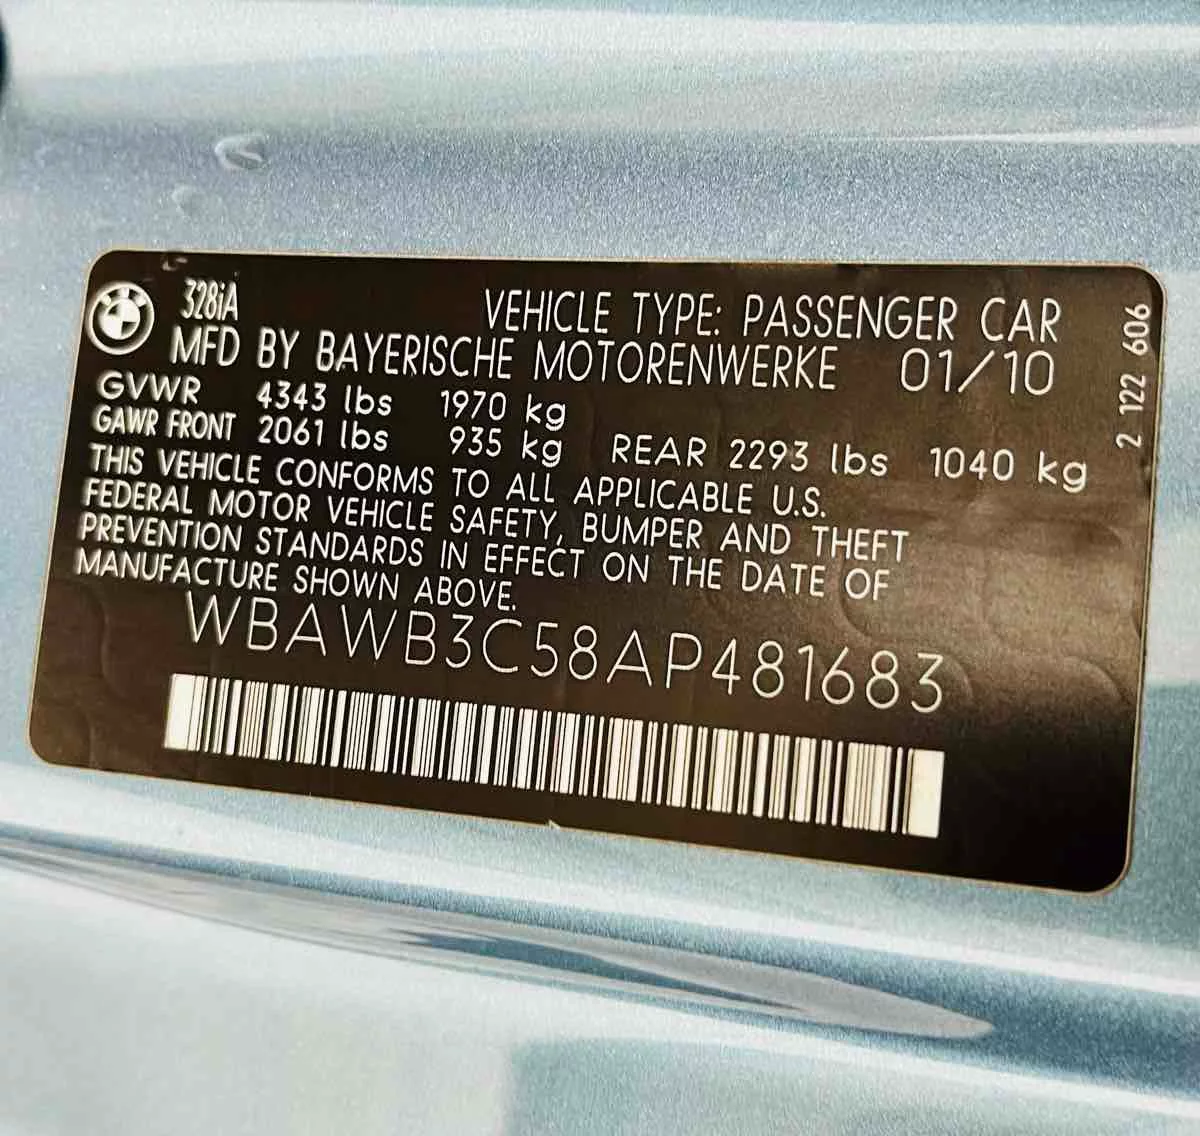 328iA
VEHICLE TYPE: PASSENGER CAR
MFD BY BAYERISCHE MOTORENWERKE 01/10
GVWR 4343 lbs 1970 kg
GAWR FRONT 2061 lbs 935 kg REAR 2293 lbs 1040 kg
THIS VEHICLE CONFORMS TO ALL APPLICABLE U.S.
FEDERAL MOTOR VEHICLE SAFETY, BUMPER AND THEFT
PREVENTION STANDARDS IN EFFECT ON THE DATE OF
MANUFACTURE SHOWN ABOVE.
WBAWB3C58AP481683
2 122 606